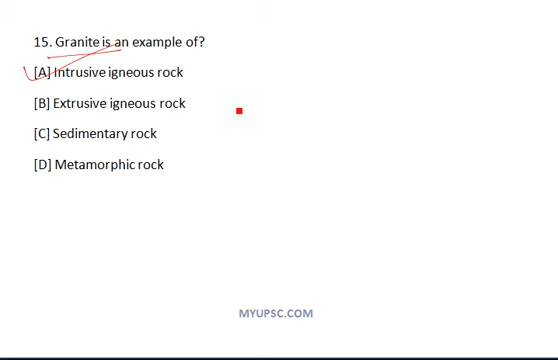 15. Granite is an example of?
[A] Intrusive igneous rock
[B] Extrusive igneous rock
[C] Sedimentary rock
[D] Metamorphic rock
MYUPSC.COM